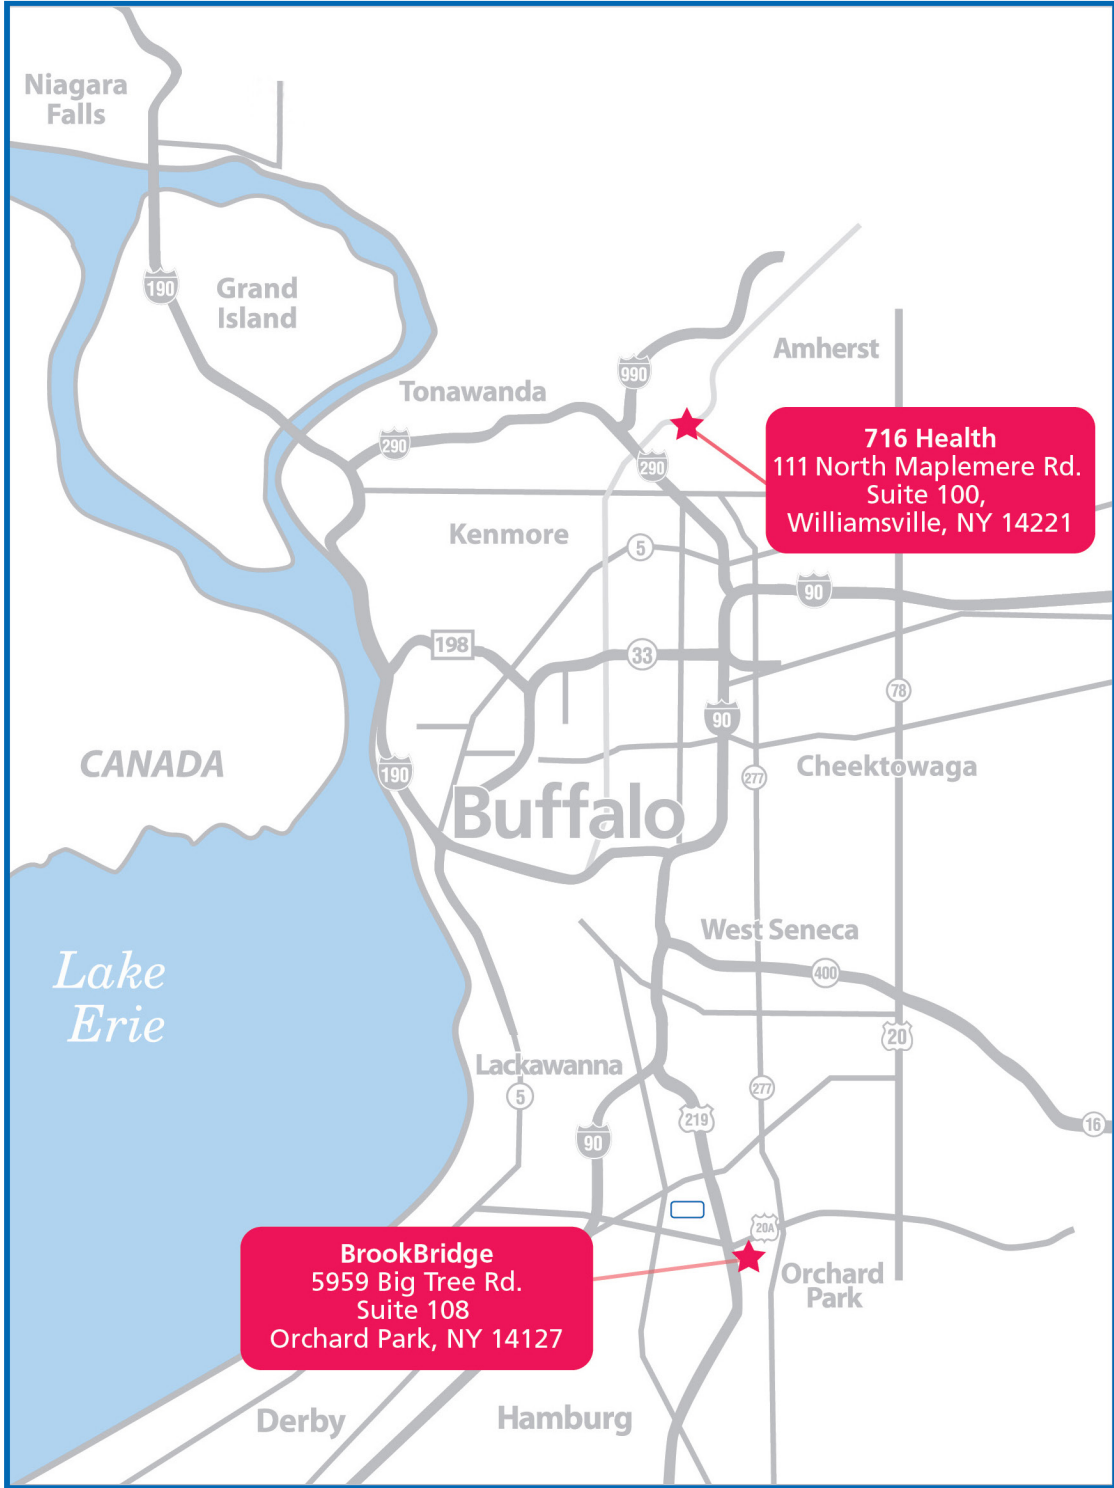 Niagara
Falls
190
Grand
Island
Amherst
990
Tonawanda
290
716 Health
111 North Maplemere Rd.
Suite 100,
Williamsville, NY 14221
290
Kenmore
5
90
198
33
78
90
CANADA
190
277
Cheektowaga
Buffalo
West Seneca
400
Lake
Erie
20
Lackawanna
5
277
219
16
90
20A
BrookBridge
5959 Big Tree Rd.
Suite 108
Orchard Park, NY 14127
Orchard
Park
Derby
Hamburg